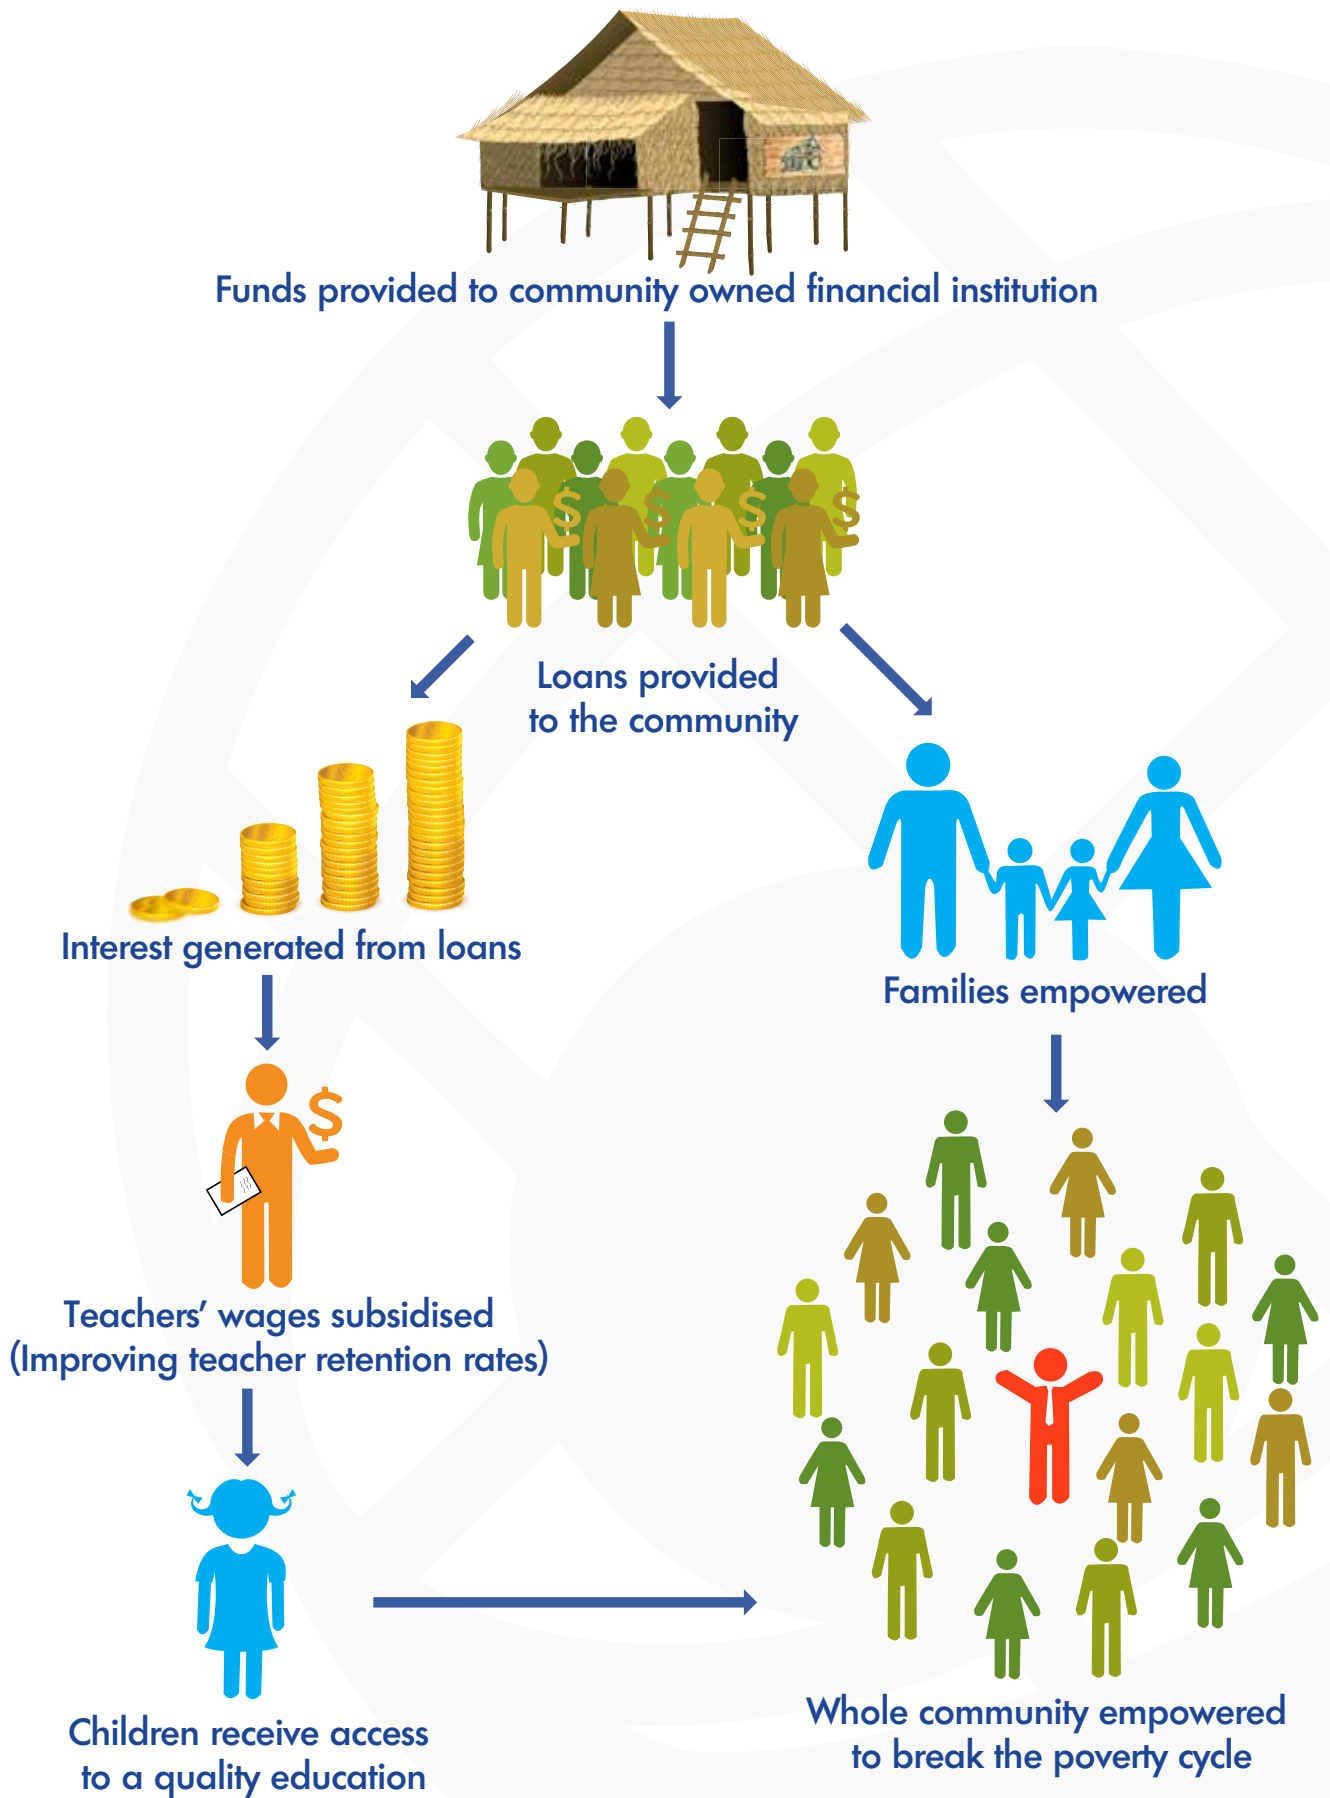 Funds provided to community owned financial institution
$ $ $ $
Loans provided
to the community
Interest generated from loans
Families empowered
$
Teachers’ wages subsidised
(Improving teacher retention rates)
Children receive access
to a quality education
Whole community empowered
to break the poverty cycle